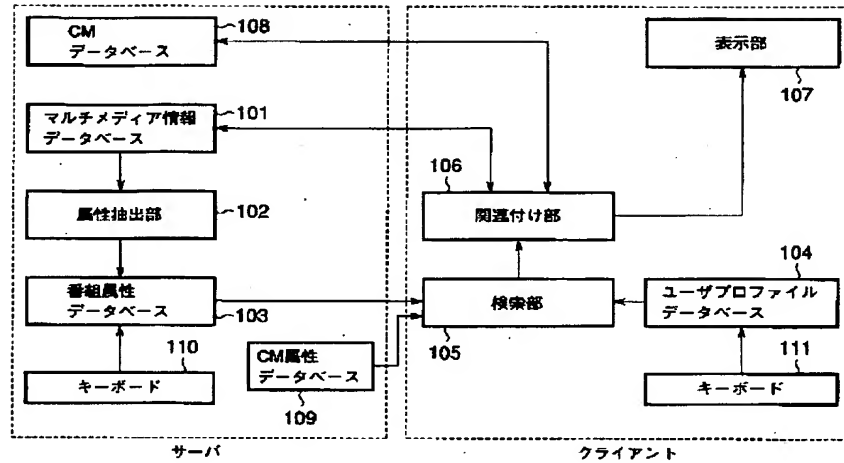 CM
データベース
108
マルチメディア情報
データベース
101
属性抽出部
102
番組属性
データベース
103
キーボード
110
CM属性
データベース
109
サーバ
表示部
107
106
関連付け部
検索部
105
104
ユーザプロファイル
データベース
111
キーボード
クライアント